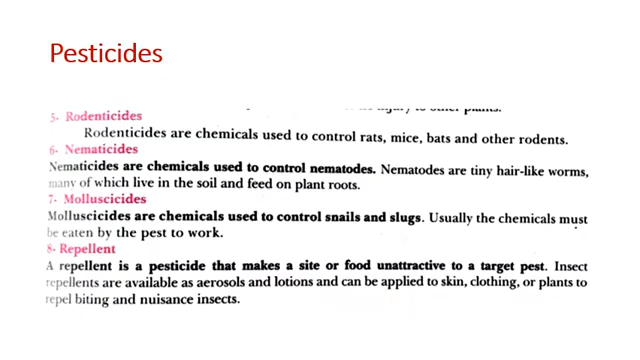 Pesticides
injury to other plants.
5- Rodenticides
Rodenticides are chemicals used to control rats, mice, bats and other rodents.
6- Nematicides
Nematicides are chemicals used to control nematodes. Nematodes are tiny hair-like worms,
many of which live in the soil and feed on plant roots.
7- Molluscicides
Molluscicides are chemicals used to control snails and slugs. Usually the chemicals must
be eaten by the pest to work.
8- Repellent
A repellent is a pesticide that makes a site or food unattractive to a target pest. Insect
repellents are available as aerosols and lotions and can be applied to skin, clothing, or plants to
repel biting and nuisance insects.